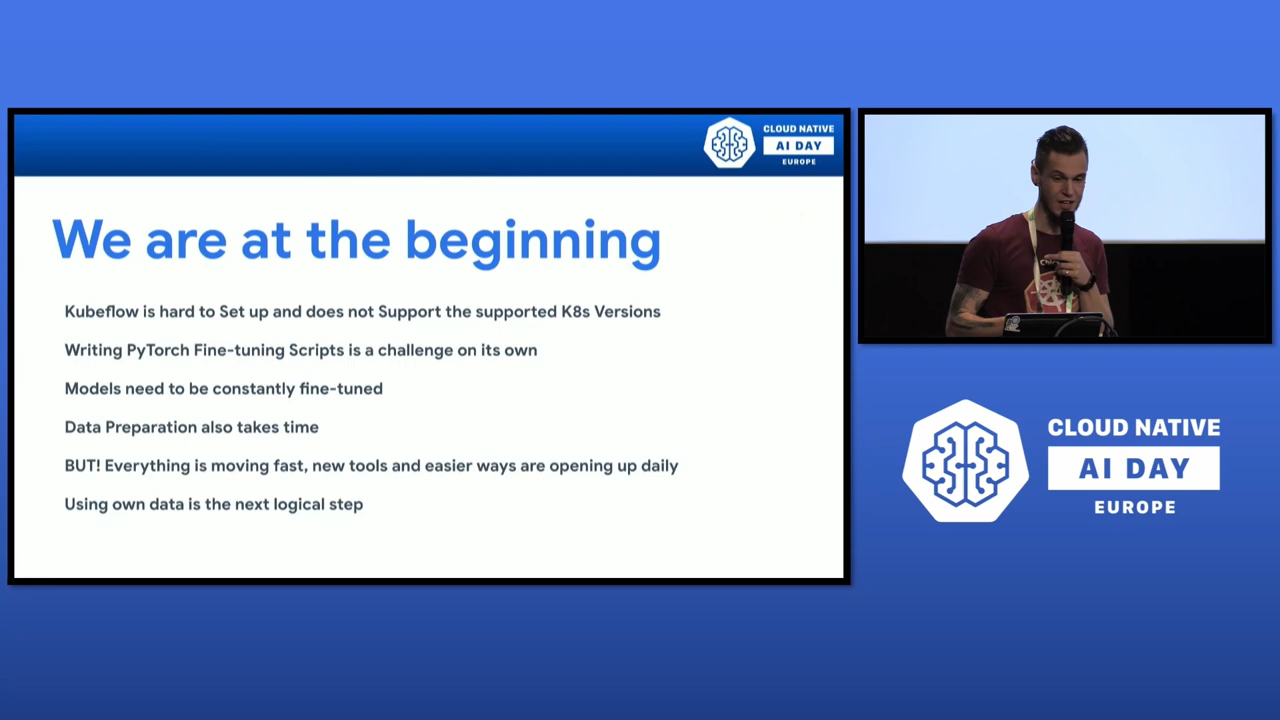 CLOUD NATIVE
AI DAY
EUROPE
We are at the beginning
Kubeflow is hard to Set up and does not Support the supported K8s Versions
Writing PyTorch Fine-tuning Scripts is a challenge on its own
Models need to be constantly fine-tuned
Data Preparation also takes time
BUT! Everything is moving fast, new tools and easier ways are opening up daily
Using own data is the next logical step
CLOUD NATIVE
AI DAY
EUROPE